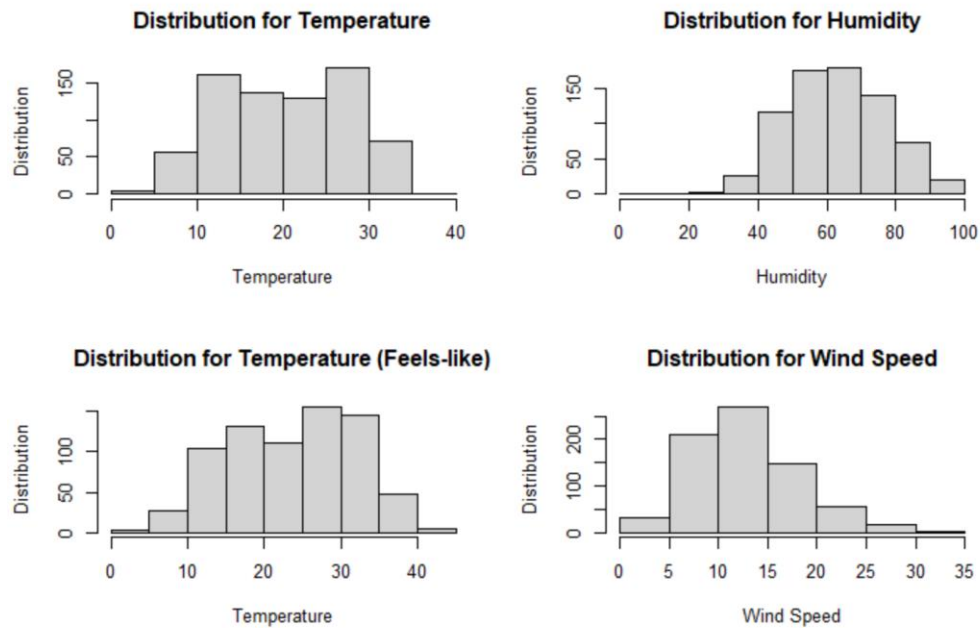 Distribution for Temperature
Distribution
0 50 150
0 10 20 30 40
Temperature
Distribution for Humidity
Distribution
0 50 150
0 20 40 60 80 100
Humidity
Distribution for Temperature (Feels-like)
Distribution
0 50 100
0 10 20 30 40
Temperature
Distribution for Wind Speed
Distribution
0 100 200
0 5 10 15 20 25 30 35
Wind Speed